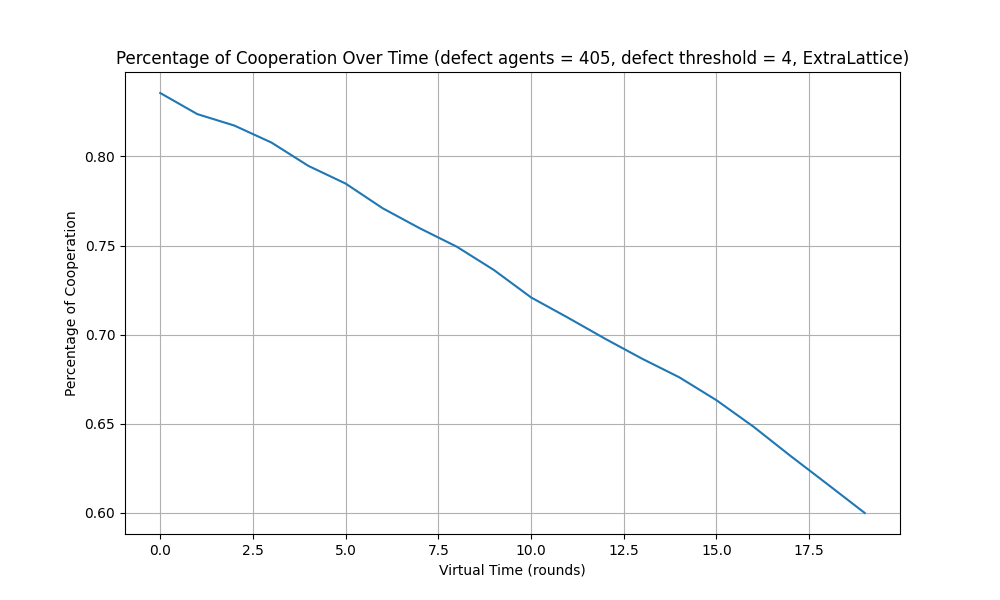 Percentage of Cooperation Over Time (defect agents = 405, defect threshold = 4, ExtraLattice)
Percentage of Cooperation
0.80
0.75
0.70
0.65
0.60
0.0 2.5 5.0 7.5 10.0 12.5 15.0 17.5
Virtual Time (rounds)